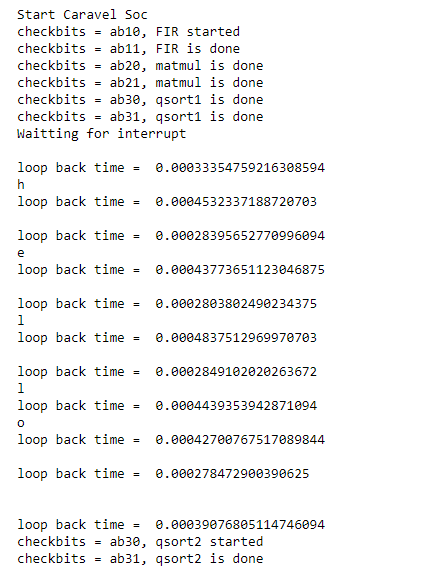 Start Caravel Soc
checkbits = ab10, FIR started
checkbits = ab11, FIR is done
checkbits = ab20, matmul is done
checkbits = ab21, matmul is done
checkbits = ab30, qsort1 is done
checkbits = ab31, qsort1 is done
Waitting for interrupt
loop back time =  0.00033354759216308594
h
loop back time =  0.0004532337188720703
loop back time =  0.00028395652770996094
e
loop back time =  0.00043773651123046875
loop back time =  0.0002803802490234375
l
loop back time =  0.0004837512969970703
loop back time =  0.0002849102020263672
l
loop back time =  0.0004439353942871094
o
loop back time =  0.00042700767517089844
loop back time =  0.000278472900390625
loop back time =  0.00039076805114746094
checkbits = ab30, qsort2 started
checkbits = ab31, qsort2 is done